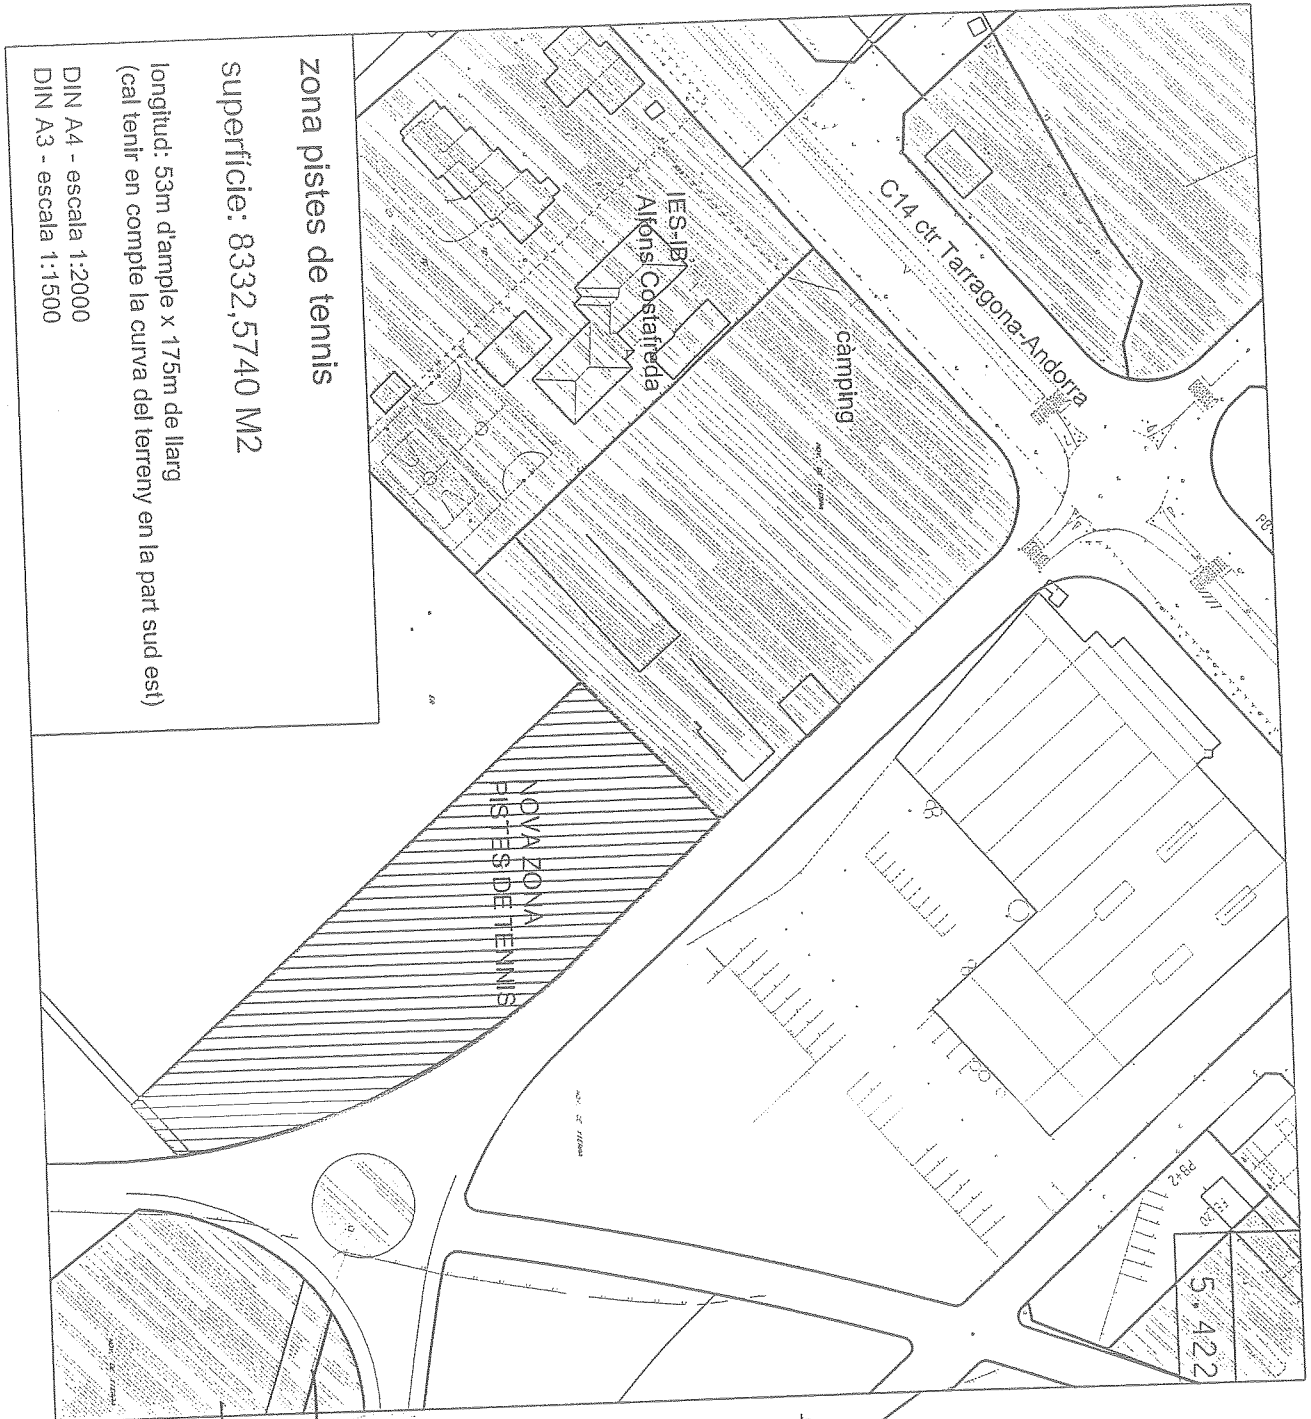 zona pistes de tennis
superfície: 8332,5740 M2
longitud: 53m d'ample x 175m de llarg
(cal tenir en compte la curva del terreny en la part sud est)
DIN A4 - escala 1:2000
DIN A3 - escala 1:1500
C14 ctr Tarragona-Andorra
IES-IB
Alfons Costafreda
càmping
NOVA ZONA
PISTES DE TENNIS
PB+2
5,422